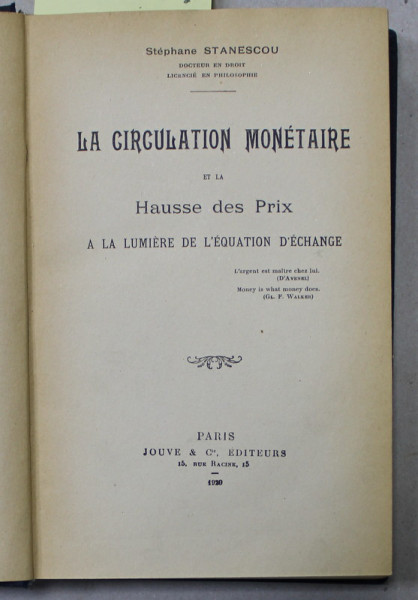 Stéphane STANESCOU
DOCTEUR EN DROIT
LICENCIÉ EN PHILOSOPHIE
LA CIRCULATION MONÉTAIRE
ET LA
Hausse des Prix
A LA LUMIÈRE DE L'ÉQUATION D'ÉCHANGE
L'argent est maître chez lui.
(D'AVENEL)
Money is what money does.
(GL. F. WALKER)
PARIS
JOUVE & Cie, EDITEURS
15, RUE RACINE, 15
1920